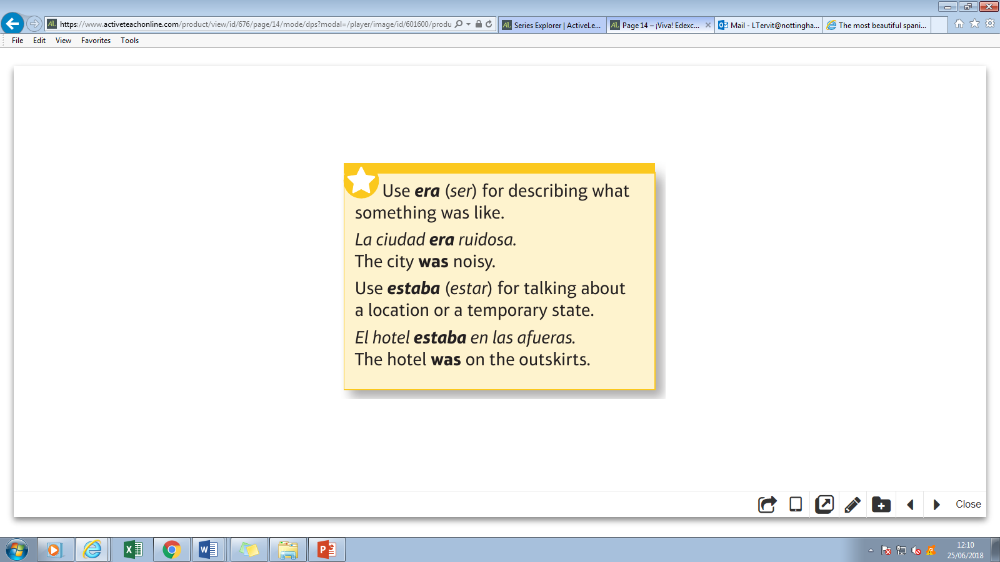 https://www.activeteachonline.com/product/view/id/676/page/14/mode/dps?modal=/player/image/id/601600/produ
Series Explorer | ActiveLe...
Page 14 – ¡Viva! Edexc...
Mail - LTervit@nottingha...
The most beautiful spani...
File Edit View Favorites Tools
Use era (ser) for describing what
something was like.
La ciudad era ruidosa.
The city was noisy.
Use estaba (estar) for talking about
a location or a temporary state.
El hotel estaba en las afueras.
The hotel was on the outskirts.
Close
12:10
25/06/2018